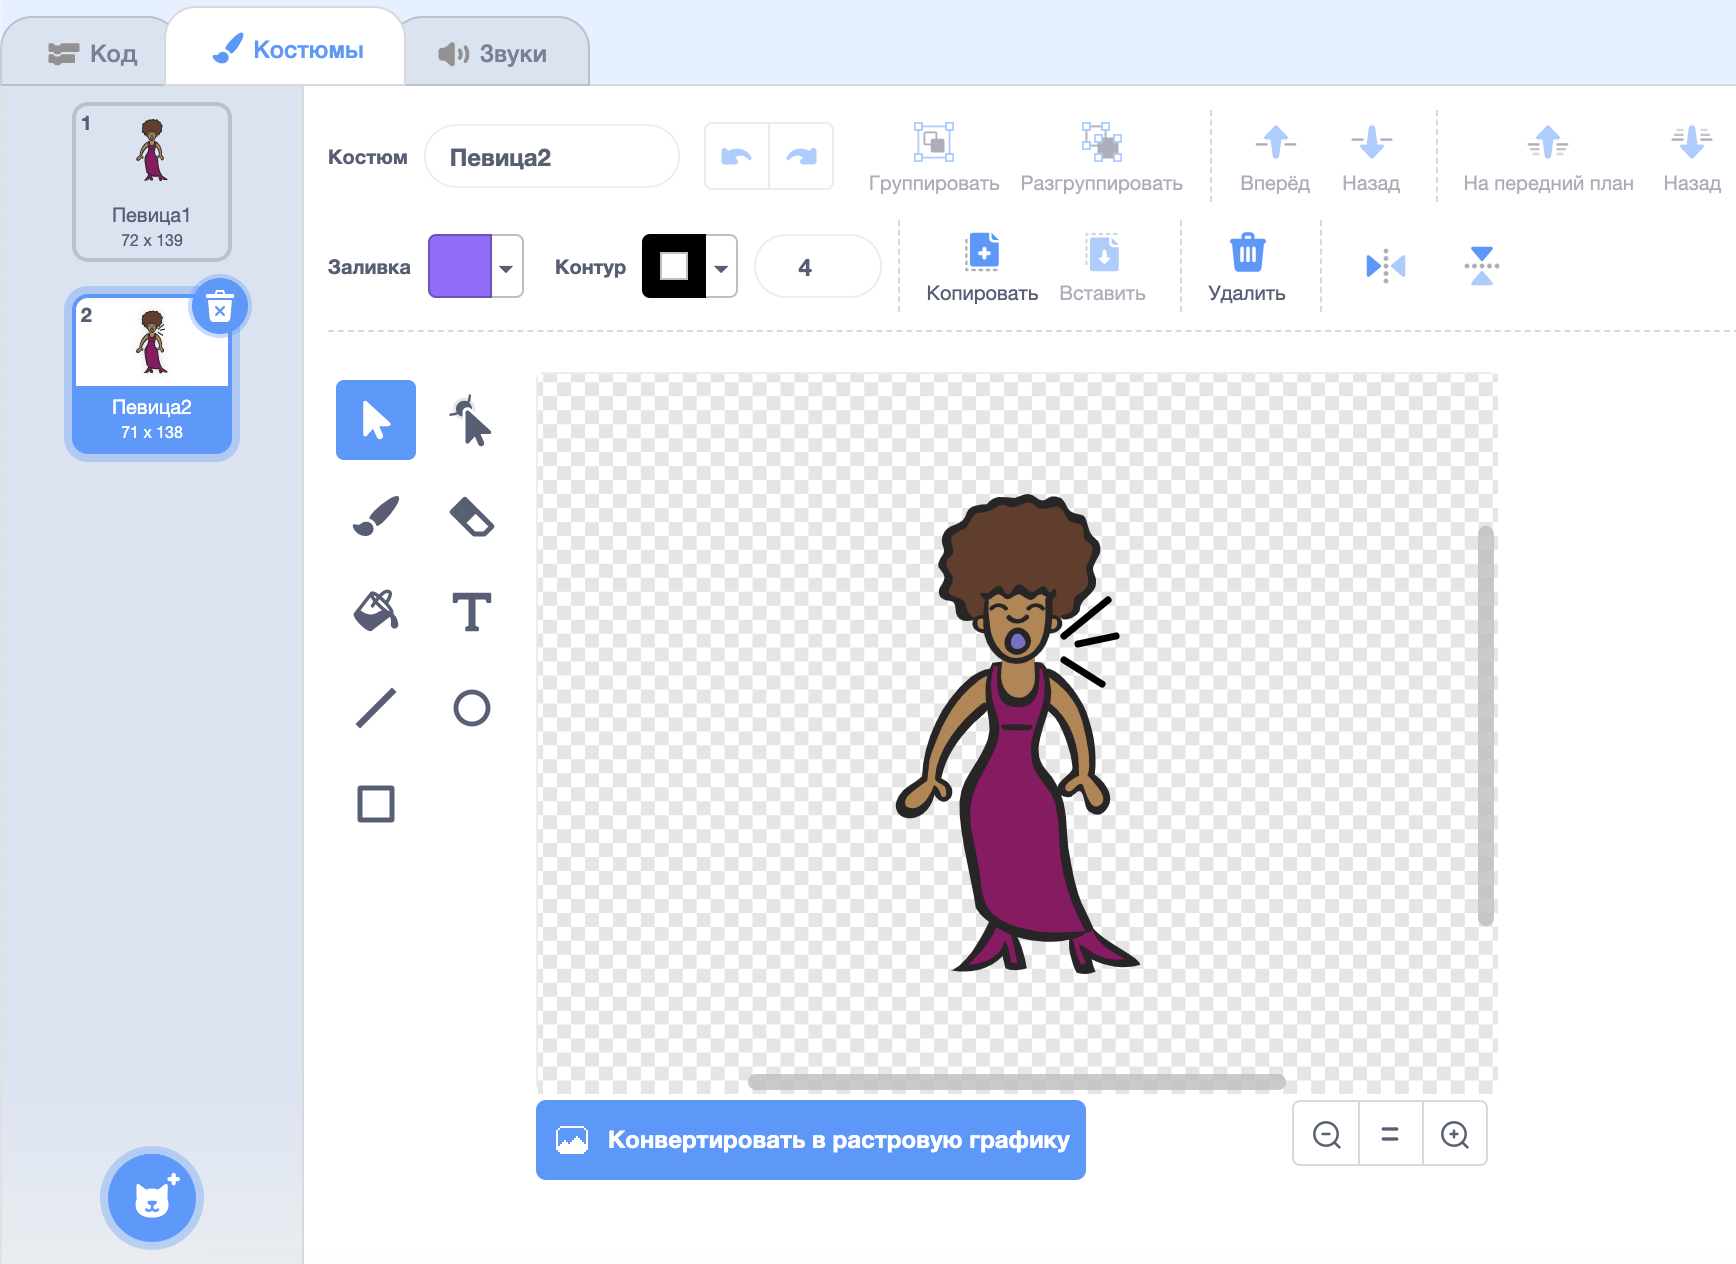 Код
Костюмы
Звуки
1
Певица1
72 x 139
2
Певица2
71 x 138
Костюм
Певица2
Группировать
Разгруппировать
Вперёд
Назад
На передний план
Назад
Заливка
Контур
4
Копировать
Вставить
Удалить
T
Конвертировать в растровую графику